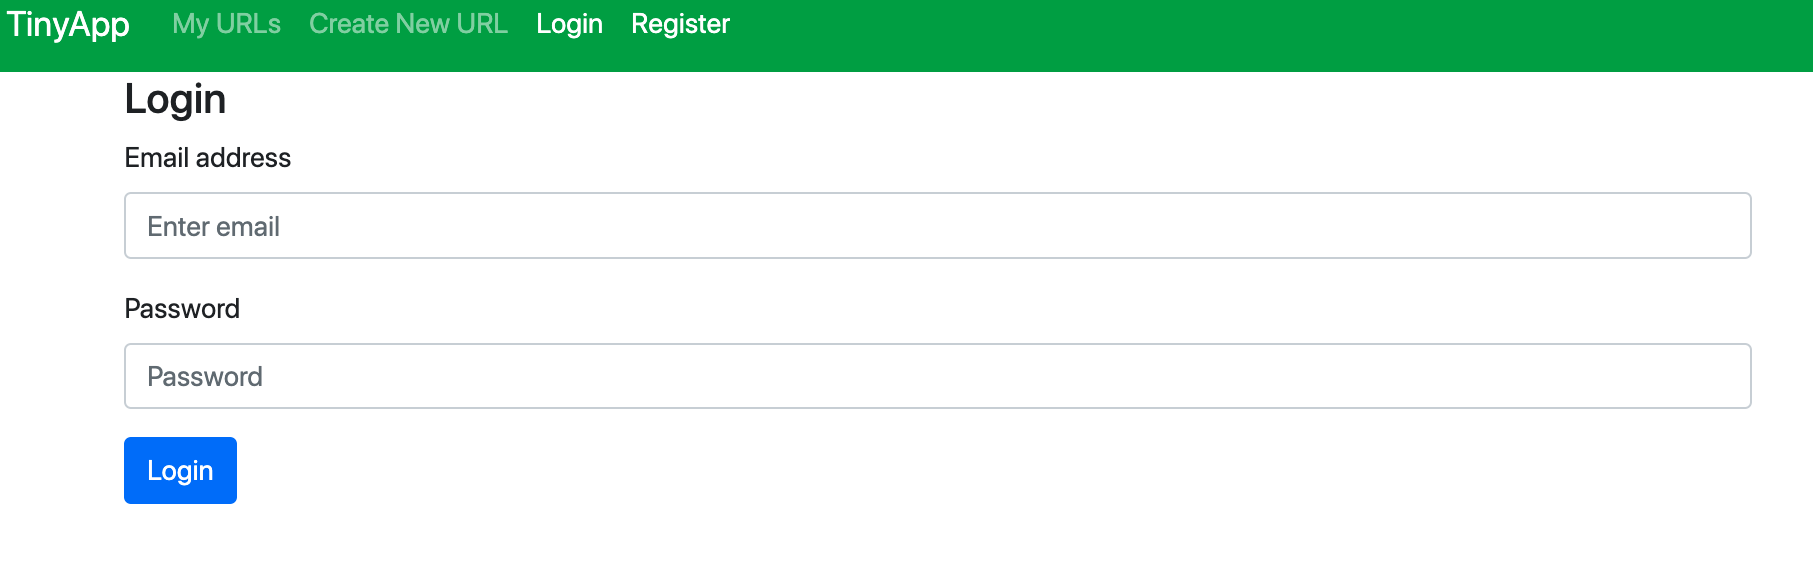 TinyApp My URLs Create New URL Login Register
Login
Email address
Enter email
Password
Password
Login